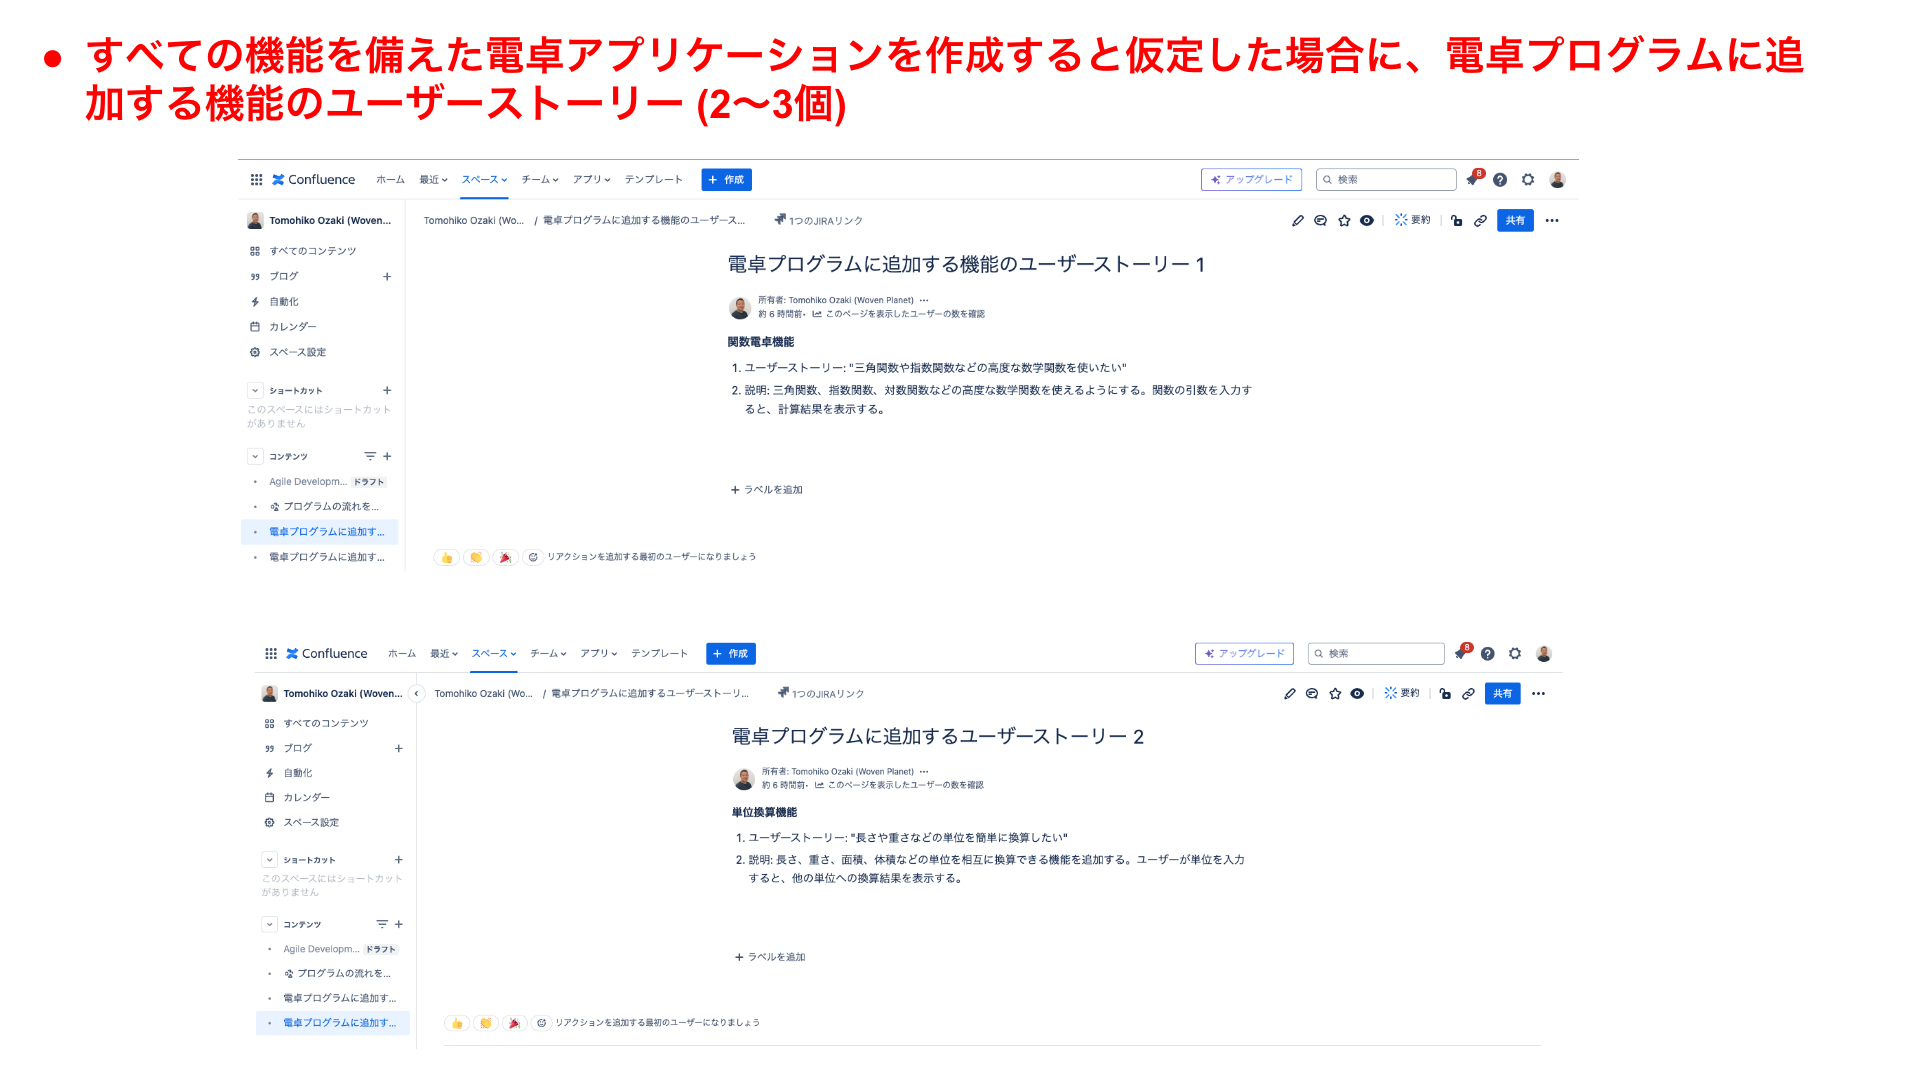 ● すべての機能を備えた電卓アプリケーションを作成すると仮定した場合に、電卓プログラムに追
加する機能のユーザーストーリー (2〜3個)
Confluence ホーム 最近 スペース チーム アプリ テンプレート + 作成 アップグレード 検索 8
Tomohiko Ozaki (Woven... Tomohiko Ozaki (Wo... / 電卓プログラムに追加する機能のユーザース... 1つのJIRAリンク 要約 共有 •••
すべてのコンテンツ
ブログ +
自動化
カレンダー
スペース設定
ショートカット +
このスペースにはショートカット
がありません
コンテンツ +
• Agile Developm... ドラフト
• プログラムの流れを...
• 電卓プログラムに追加す...
• 電卓プログラムに追加す...
電卓プログラムに追加する機能のユーザーストーリー 1
所有者: Tomohiko Ozaki (Woven Planet) •••
約 6 時間前• このページを表示したユーザーの数を確認
関数電卓機能
1. ユーザーストーリー: "三角関数や指数関数などの高度な数学関数を使いたい"
2. 説明: 三角関数、指数関数、対数関数などの高度な数学関数を使えるようにする。関数の引数を入力す
ると、計算結果を表示する。
+ ラベルを追加
リアクションを追加する最初のユーザーになりましょう
Confluence ホーム 最近 スペース チーム アプリ テンプレート + 作成 アップグレード 検索 8
Tomohiko Ozaki (Woven... Tomohiko Ozaki (Wo... / 電卓プログラムに追加するユーザーストーリ... 1つのJIRAリンク 要約 共有 •••
すべてのコンテンツ
ブログ +
自動化
カレンダー
スペース設定
ショートカット +
このスペースにはショートカット
がありません
コンテンツ +
• Agile Developm... ドラフト
• プログラムの流れを...
• 電卓プログラムに追加す...
• 電卓プログラムに追加す...
電卓プログラムに追加するユーザーストーリー 2
所有者: Tomohiko Ozaki (Woven Planet) •••
約 6 時間前• このページを表示したユーザーの数を確認
単位換算機能
1. ユーザーストーリー: "長さや重さなどの単位を簡単に換算したい"
2. 説明: 長さ、重さ、面積、体積などの単位を相互に換算できる機能を追加する。ユーザーが単位を入力
すると、他の単位への換算結果を表示する。
+ ラベルを追加
リアクションを追加する最初のユーザーになりましょう